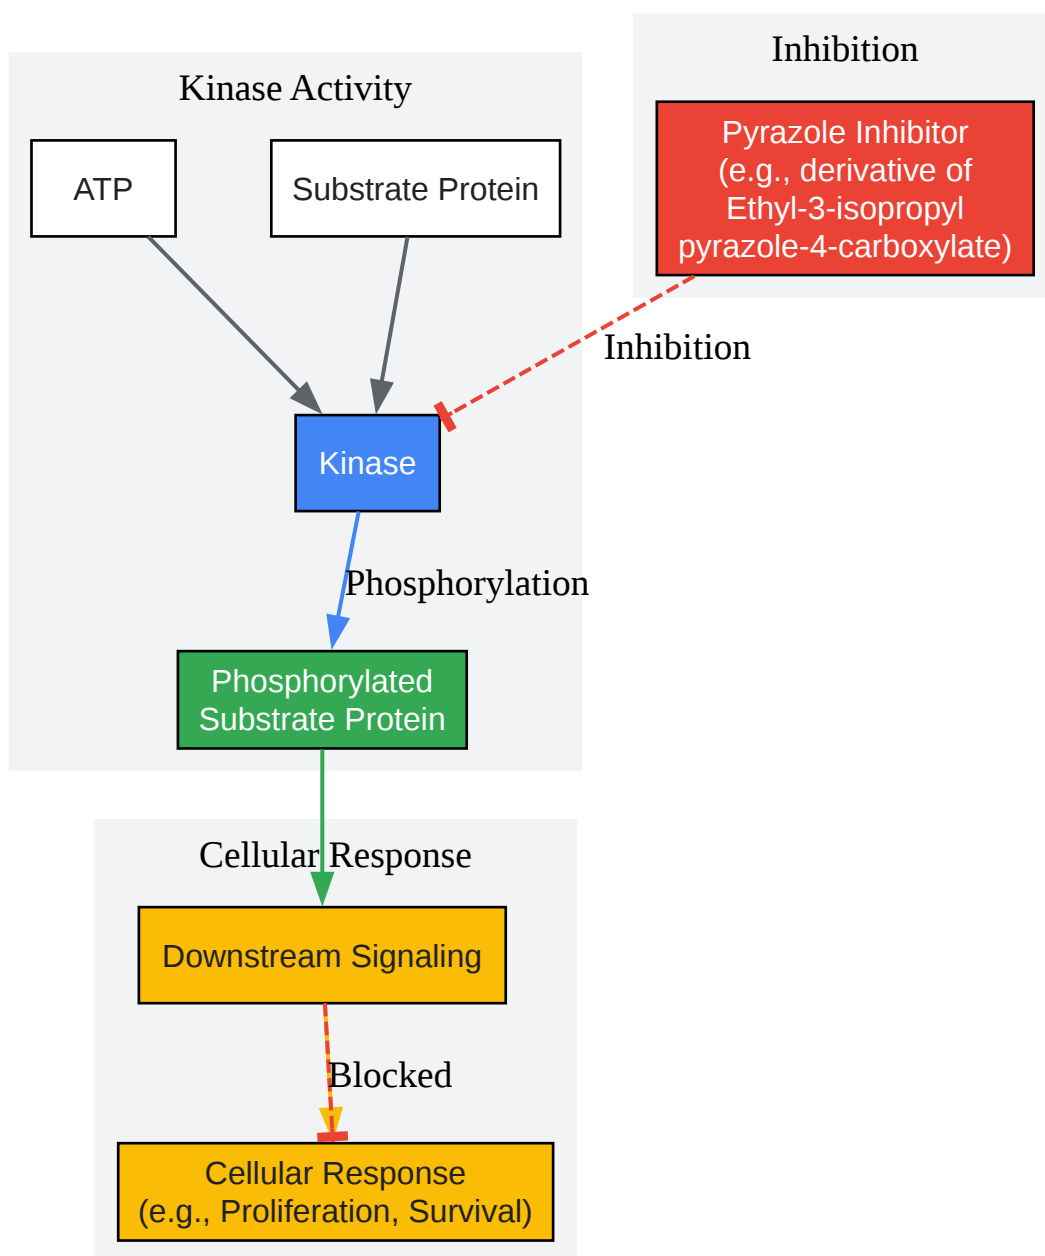 Inhibition
Kinase Activity
Pyrazole Inhibitor
(e.g., derivative of
Ethyl-3-isopropyl
pyrazole-4-carboxylate)
ATP
Substrate Protein
Inhibition
Kinase
Phosphorylation
Phosphorylated
Substrate Protein
Cellular Response
Downstream Signaling
Blocked
Cellular Response
(e.g., Proliferation, Survival)